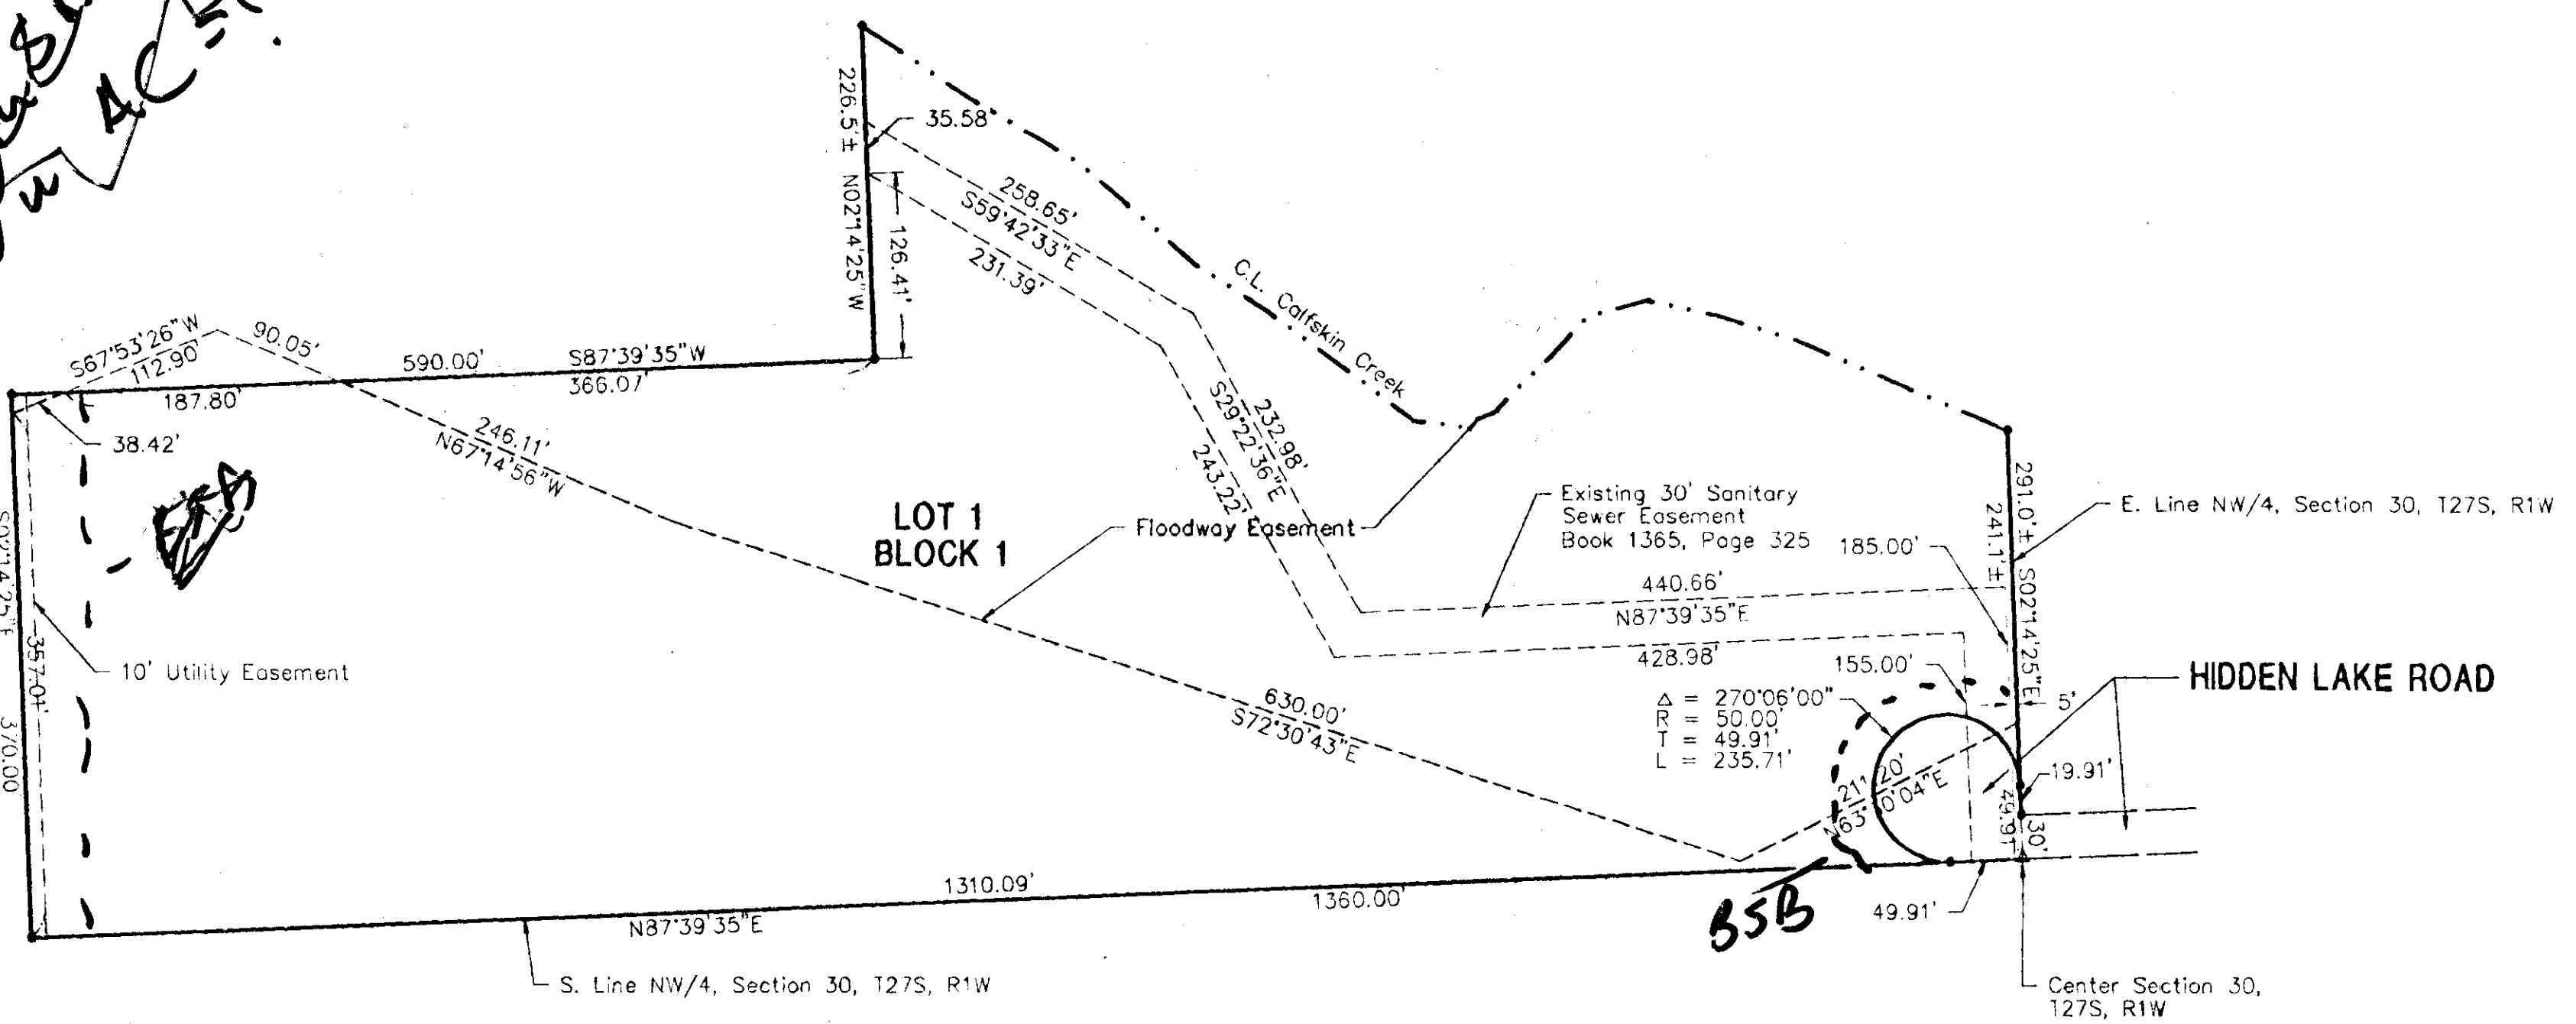 226.5'±
35.58'
N02°14'25"W
126.41'
258.65'
S59°42'33"E
231.39'
C.L. Calfskin Creek
S67°53'26"W
112.90'
90.05'
590.00'
S87°39'35"W
187.80'
366.07'
38.42'
246.11'
N67°14'56"W
232.98'
S29°22'36"E
243.22'
LOT 1
BLOCK 1
Floodway Easement
Existing 30' Sanitary
Sewer Easement
Book 1365, Page 325
185.00'
291.0'±
241.1'±
S02°14'25"E
E. Line NW/4, Section 30, T27S, R1W
440.66'
N87°39'35"E
428.98'
S02°14'25"E
357.01'
370.00
10' Utility Easement
155.00'
Δ = 270°06'00"
R = 50.00'
T = 49.91'
L = 235.71'
5'
HIDDEN LAKE ROAD
630.00'
S72°30'43"E
19.91'
49.91'
30'
1310.09'
N87°39'35"E
1360.00'
BSB
49.91'
S. Line NW/4, Section 30, T27S, R1W
Center Section 30,
T27S, R1W